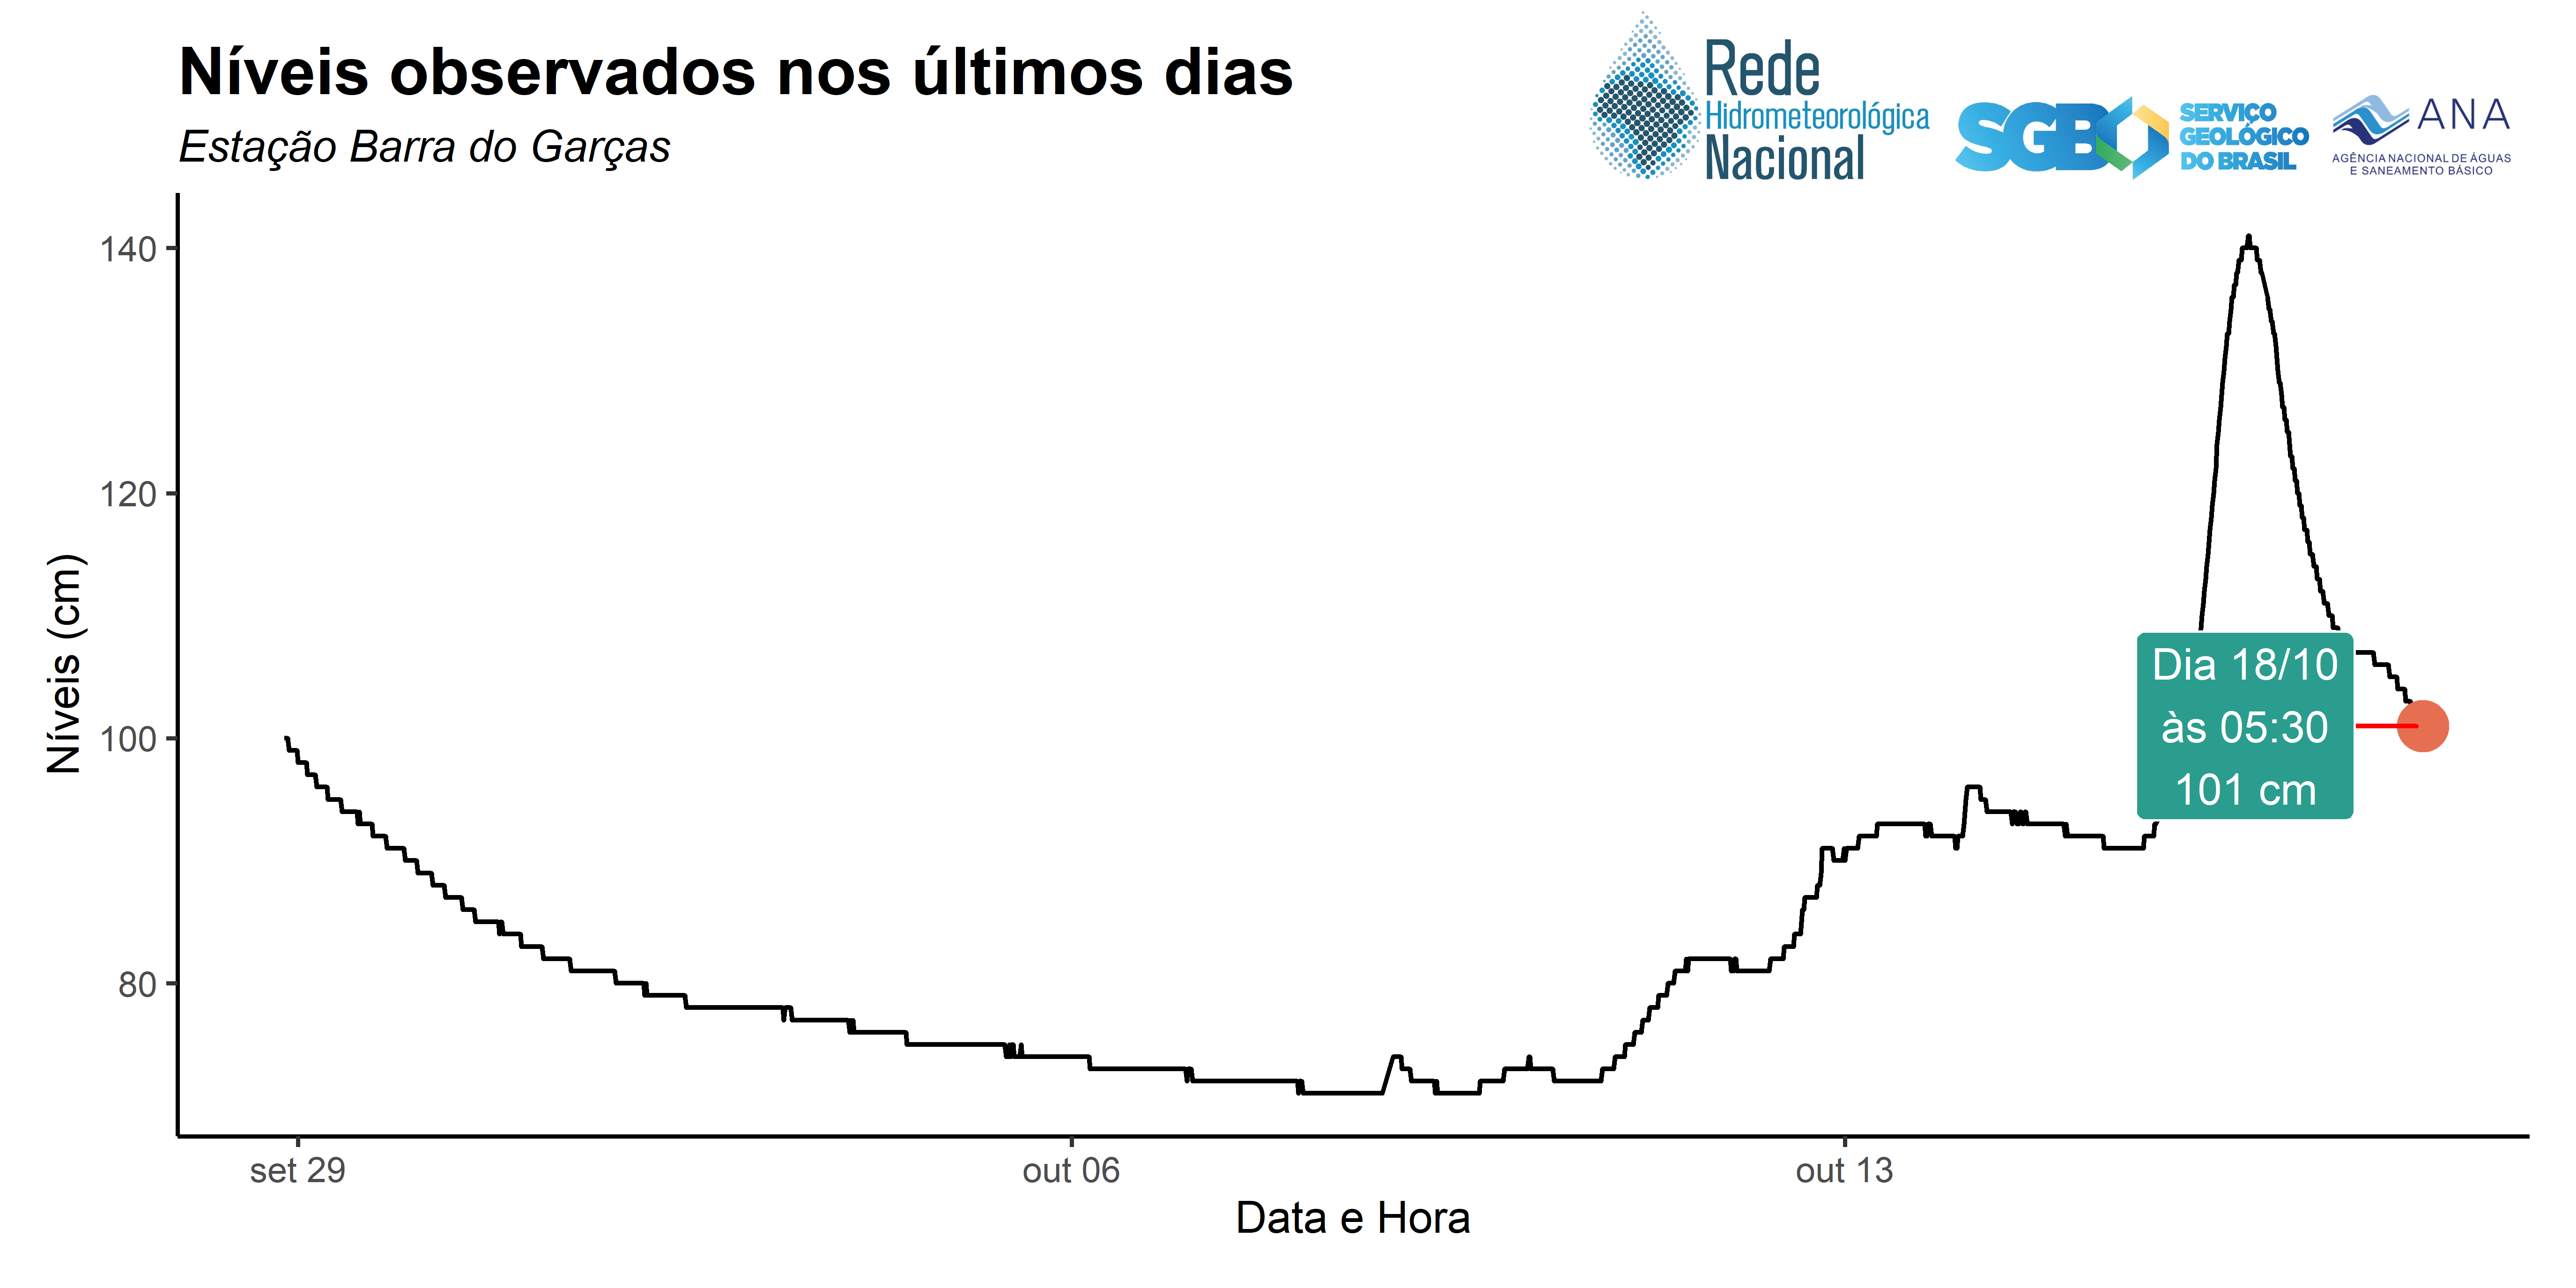 Níveis observados nos últimos dias
Estação Barra do Garças
Rede
Hidrometeorológica
Nacional
SGB
SERVIÇO
GEOLÓGICO
DO BRASIL
ANA
AGÊNCIA NACIONAL DE ÁGUAS
E SANEAMENTO BÁSICO
140
120
100
80
Níveis (cm)
Dia 18/10
às 05:30
101 cm
set 29
out 06
out 13
Data e Hora